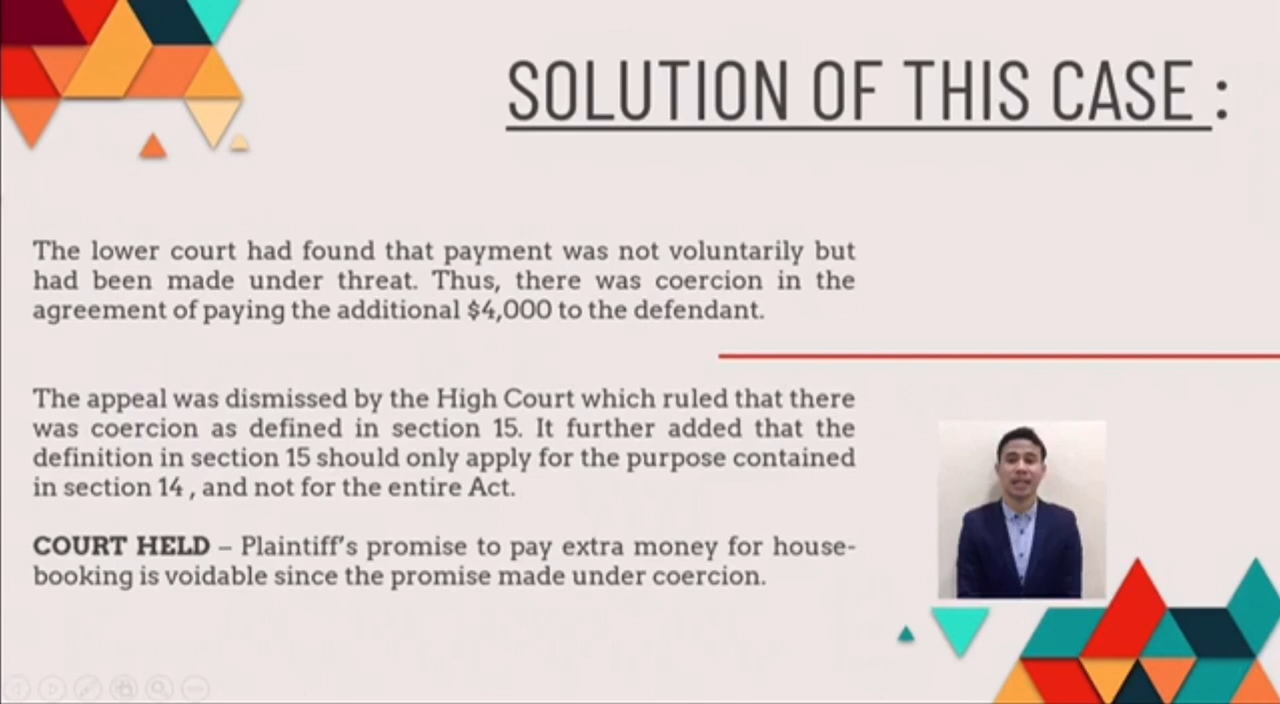 SOLUTION OF THIS CASE :
The lower court had found that payment was not voluntarily but
had been made under threat. Thus, there was coercion in the
agreement of paying the additional $4,000 to the defendant.
The appeal was dismissed by the High Court which ruled that there
was coercion as defined in section 15. It further added that the
definition in section 15 should only apply for the purpose contained
in section 14 , and not for the entire Act.
COURT HELD – Plaintiff’s promise to pay extra money for house-
booking is voidable since the promise made under coercion.